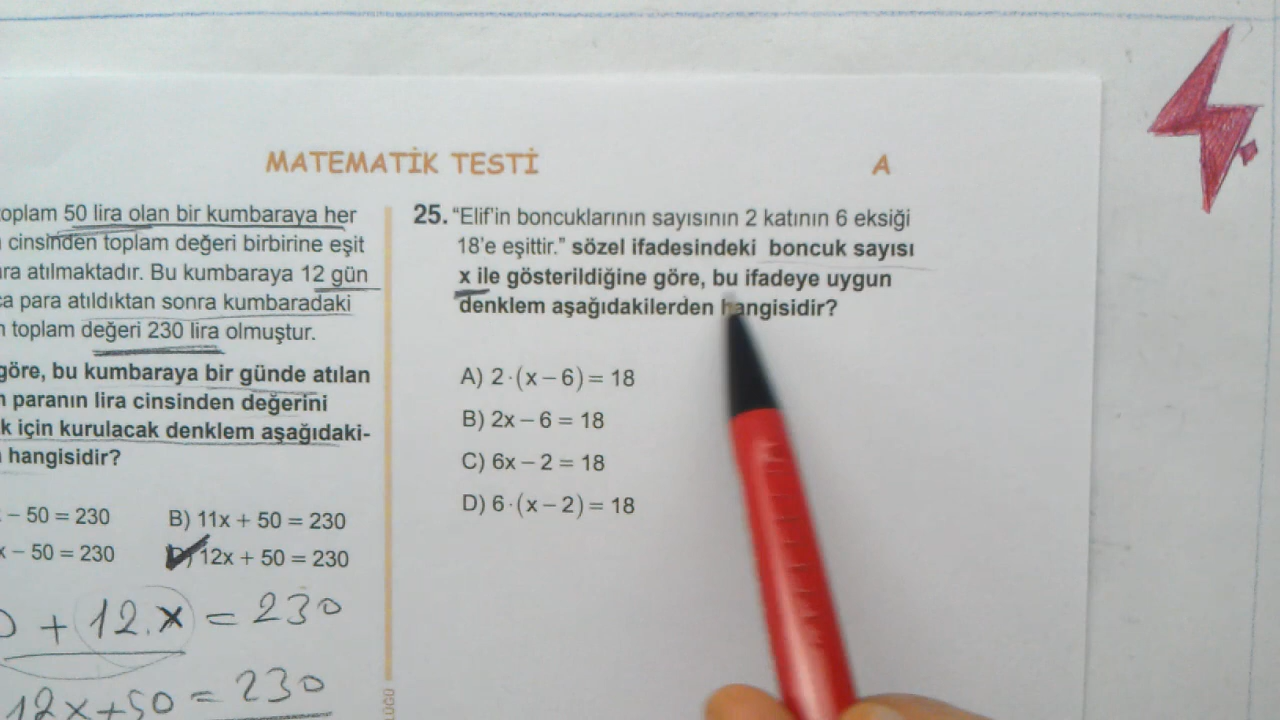 MATEMATİK TESTİ
A
toplam 50 lira olan bir kumbaraya her
cinsinden toplam değeri birbirine eşit
para atılmaktadır. Bu kumbaraya 12 gün
para atıldıktan sonra kumbaradaki
toplam değeri 230 lira olmuştur.
göre, bu kumbaraya bir günde atılan
paranın lira cinsinden değerini
için kurulacak denklem aşağıdaki-
hangisidir?
- 50 = 230 B) 11x + 50 = 230
x - 50 = 230 D) 12x + 50 = 230
+ 12.x = 230
12x+50 = 230
25. "Elif'in boncuklarının sayısının 2 katının 6 eksiği
18'e eşittir." sözel ifadesindeki boncuk sayısı
x ile gösterildiğine göre, bu ifadeye uygun
denklem aşağıdakilerden hangisidir?
A) 2·(x – 6) = 18
B) 2x – 6 = 18
C) 6x – 2 = 18
D) 6·(x – 2) = 18